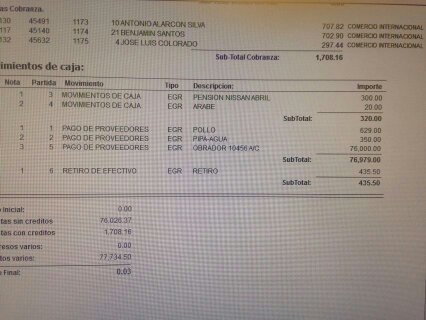 as Cobranza.
130 45491 1173 10 ANTONIO ALARCON SILVA 707.82 COMERCIO INTERNACIONAL
117 45140 1174 21 BENJAMIN SANTOS 702.90 COMERCIO INTERNACIONAL
132 45632 1175 4 JOSE LUIS COLORADO 297.44 COMERCIO INTERNACIONAL
Sub-Total Cobranza: 1,708.16
vimientos de caja:
Nota Partida Movimiento Tipo Descripcion: Importe
1 3 MOVIMIENTOS DE CAJA EGR PENSION NISSAN ABRIL 300.00
2 4 MOVIMIENTOS DE CAJA EGR ARABE 20.00
SubTotal: 320.00
1 1 PAGO DE PROVEEDORES EGR POLLO 629.00
2 2 PAGO DE PROVEEDORES EGR PIPA-AGUA 350.00
3 5 PAGO DE PROVEEDORES EGR OBRADOR 10456 A/C 76,000.00
SubTotal: 76,979.00
1 6 RETIRO DE EFECTIVO EGR RETIRO 435.50
SubTotal: 435.50
o Inicial: 0.00
tas sin creditos 76,026.37
tas con creditos 1,708.16
resos varios: 0.00
tos varios: 77,734.50
o Final: 0.03